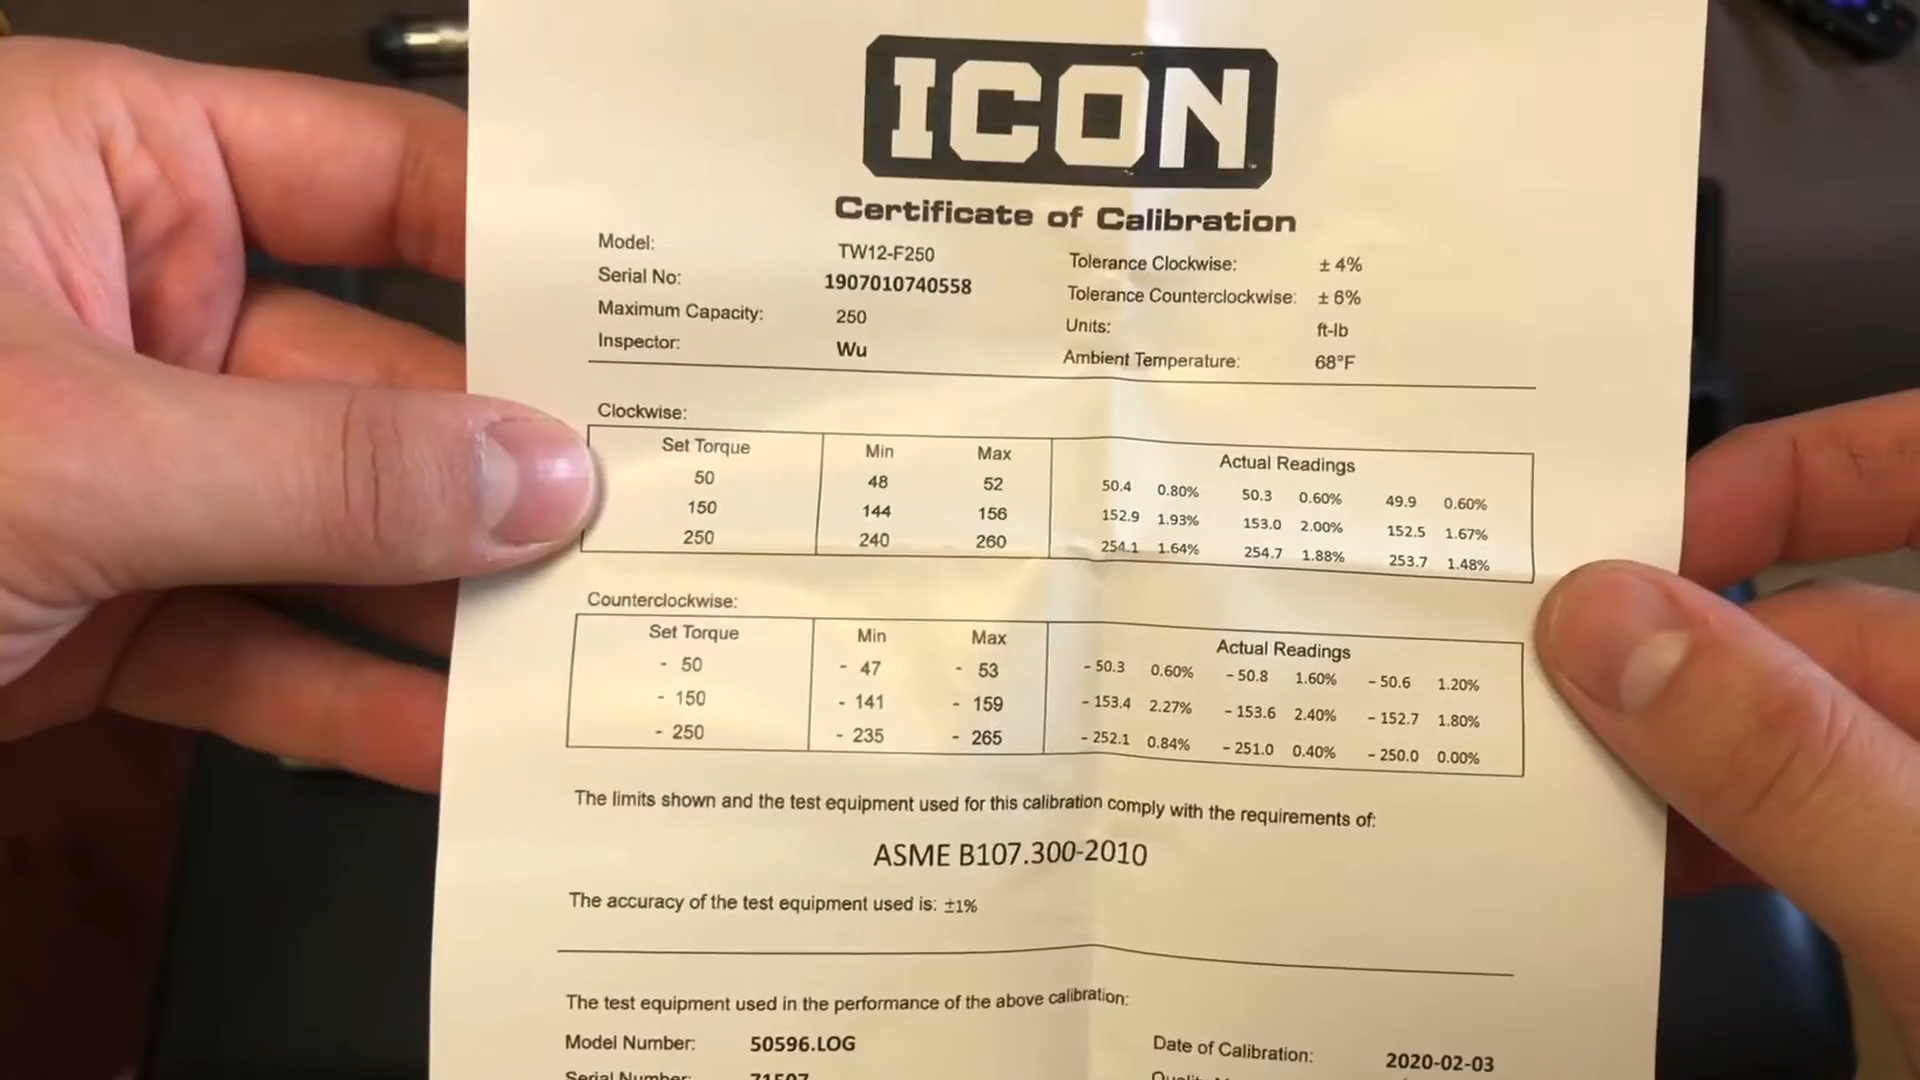 ICON
Certificate of Calibration
Model: TW12-F250 Tolerance Clockwise: ± 4%
Serial No: 1907010740558 Tolerance Counterclockwise: ± 6%
Maximum Capacity: 250 Units: ft-lb
Inspector: Wu Ambient Temperature: 68°F
Clockwise:
Set Torque Min Max Actual Readings
50 48 52 50.4 0.80% 50.3 0.60% 49.9 0.60%
150 144 156 152.9 1.93% 153.0 2.00% 152.5 1.67%
250 240 260 254.1 1.64% 254.7 1.88% 253.7 1.48%
Counterclockwise:
Set Torque Min Max Actual Readings
- 50 - 47 - 53 - 50.3 0.60% - 50.8 1.60% - 50.6 1.20%
- 150 - 141 - 159 - 153.4 2.27% - 153.6 2.40% - 152.7 1.80%
- 250 - 235 - 265 - 252.1 0.84% - 251.0 0.40% - 250.0 0.00%
The limits shown and the test equipment used for this calibration comply with the requirements of:
ASME B107.300-2010
The accuracy of the test equipment used is: ±1%
The test equipment used in the performance of the above calibration:
Model Number: 50596.LOG Date of Calibration: 2020-02-03
Serial Number: 71507